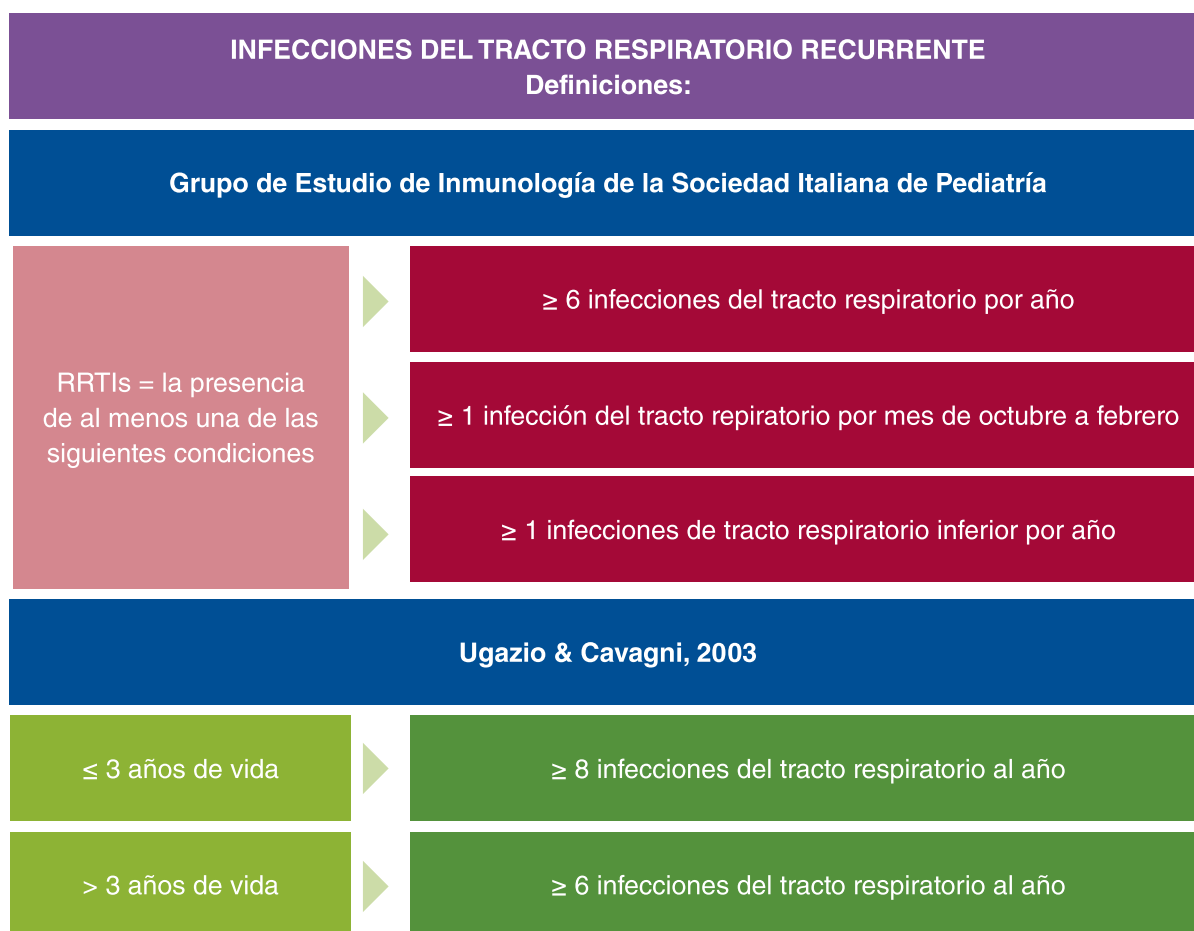 INFECCIONES DEL TRACTO RESPIRATORIO RECURRENTE
Definiciones:
Grupo de Estudio de Inmunología de la Sociedad Italiana de Pediatría
RRTIs = la presencia
de al menos una de las
siguientes condiciones
≥ 6 infecciones del tracto respiratorio por año
≥ 1 infección del tracto repiratorio por mes de octubre a febrero
≥ 1 infecciones de tracto respiratorio inferior por año
Ugazio & Cavagni, 2003
≤ 3 años de vida
≥ 8 infecciones del tracto respiratorio al año
> 3 años de vida
≥ 6 infecciones del tracto respiratorio al año